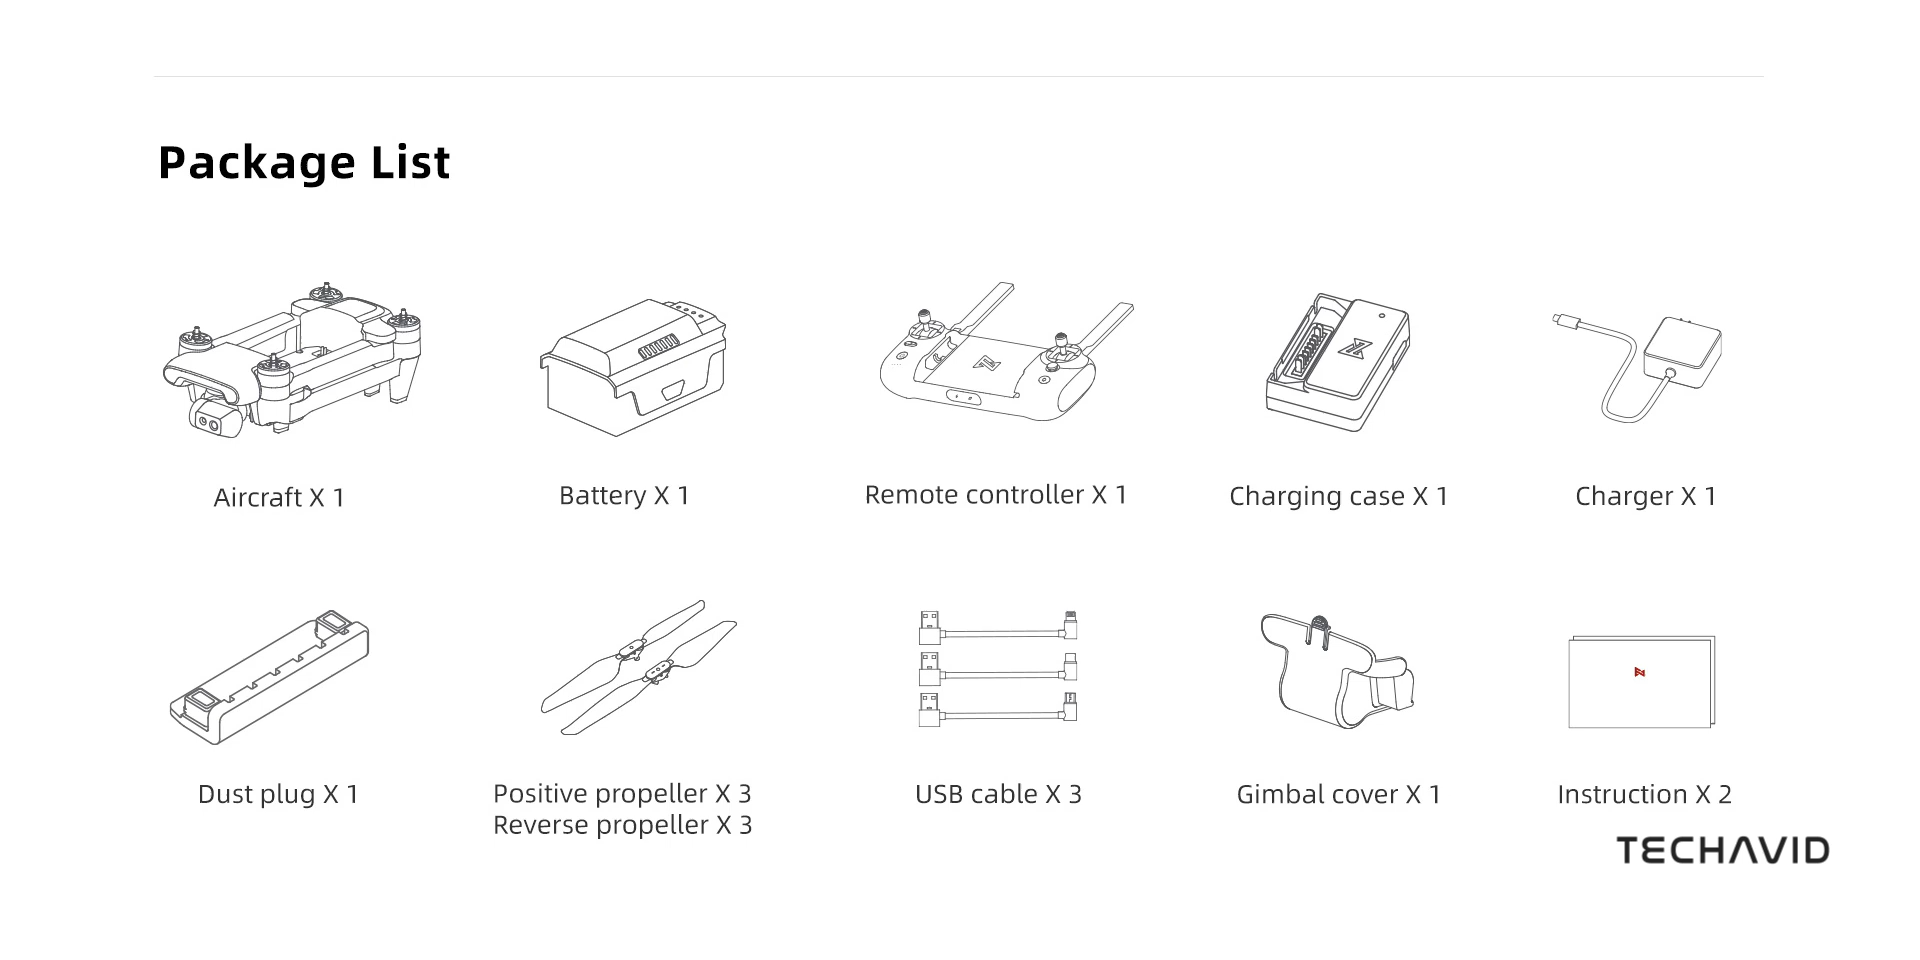 Package List
Aircraft X 1
Battery X 1
Remote controller X 1
Charging case X 1
Charger X 1
Dust plug X 1
Positive propeller X 3
Reverse propeller X 3
USB cable X 3
Gimbal cover X 1
Instruction X 2
TECHAVID